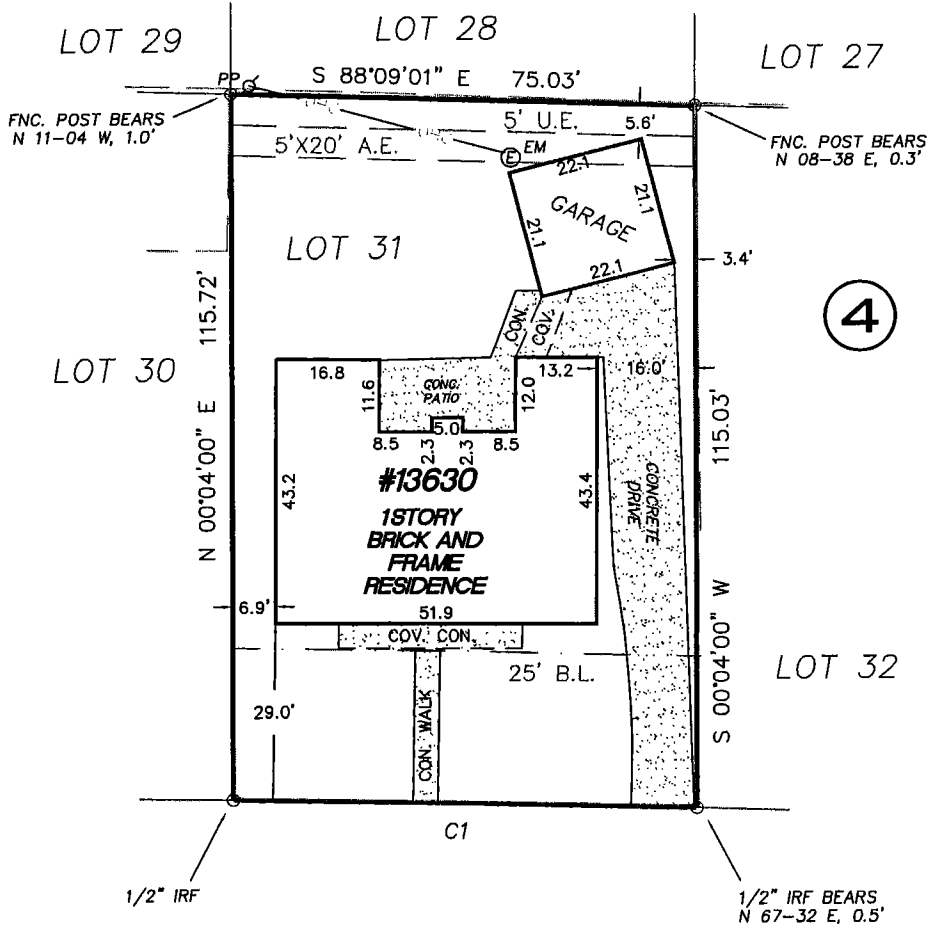 LOT 29
LOT 28
LOT 27
PP
S 88°09'01" E 75.03'
FNC. POST BEARS
N 11-04 W, 1.0'
5' U.E.
5.6'
FNC. POST BEARS
N 08-38 E, 0.3'
5'X20' A.E.
E
EM
22.1
21.1
GARAGE
21.1
22.1
LOT 31
3.4'
4
N 00°04'00" E 115.72'
LOT 30
CON.
COV.
16.8
13.2
16.0'
11.6
CONC.
PATIO
12.0
5.0
8.5
2.3
2.3
8.5
S 00°04'00" W 115.03'
43.2
#13630
43.4
CONCRETE
DRIVE
1STORY
BRICK AND
FRAME
RESIDENCE
6.9'
51.9
COV. CON.
25' B.L.
LOT 32
29.0'
CON. WALK
C1
1/2" IRF
1/2" IRF BEARS
N 67-32 E, 0.5'